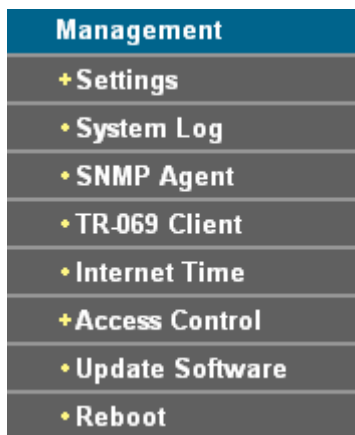 Management
+Settings
•System Log
•SNMP Agent
•TR-069 Client
•Internet Time
+Access Control
•Update Software
•Reboot